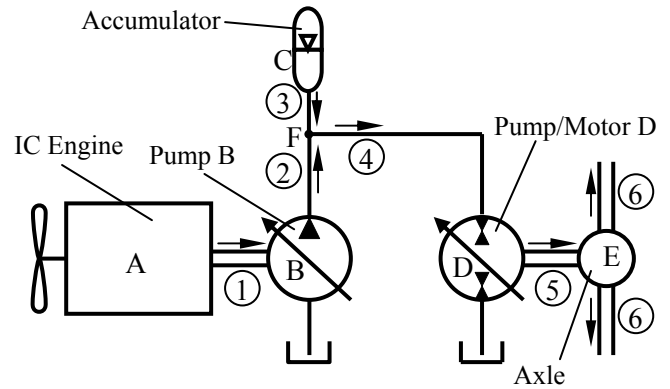 Accumulator
C
3
IC Engine
Pump B
F
2
4
Pump/Motor D
6
A
1
B
D
5
E
6
Axle